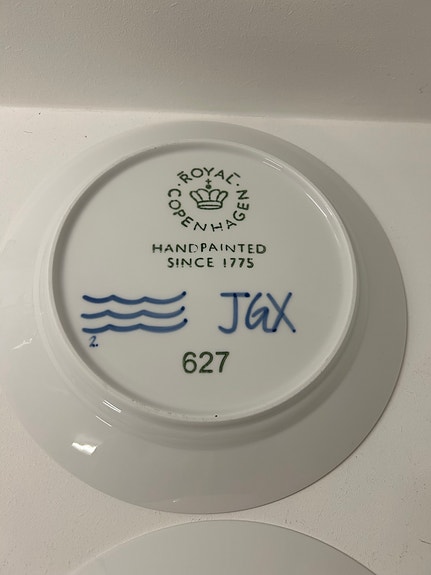 ROYAL
COPENHAGEN
HANDPAINTED
SINCE 1775
JGX
2.
627